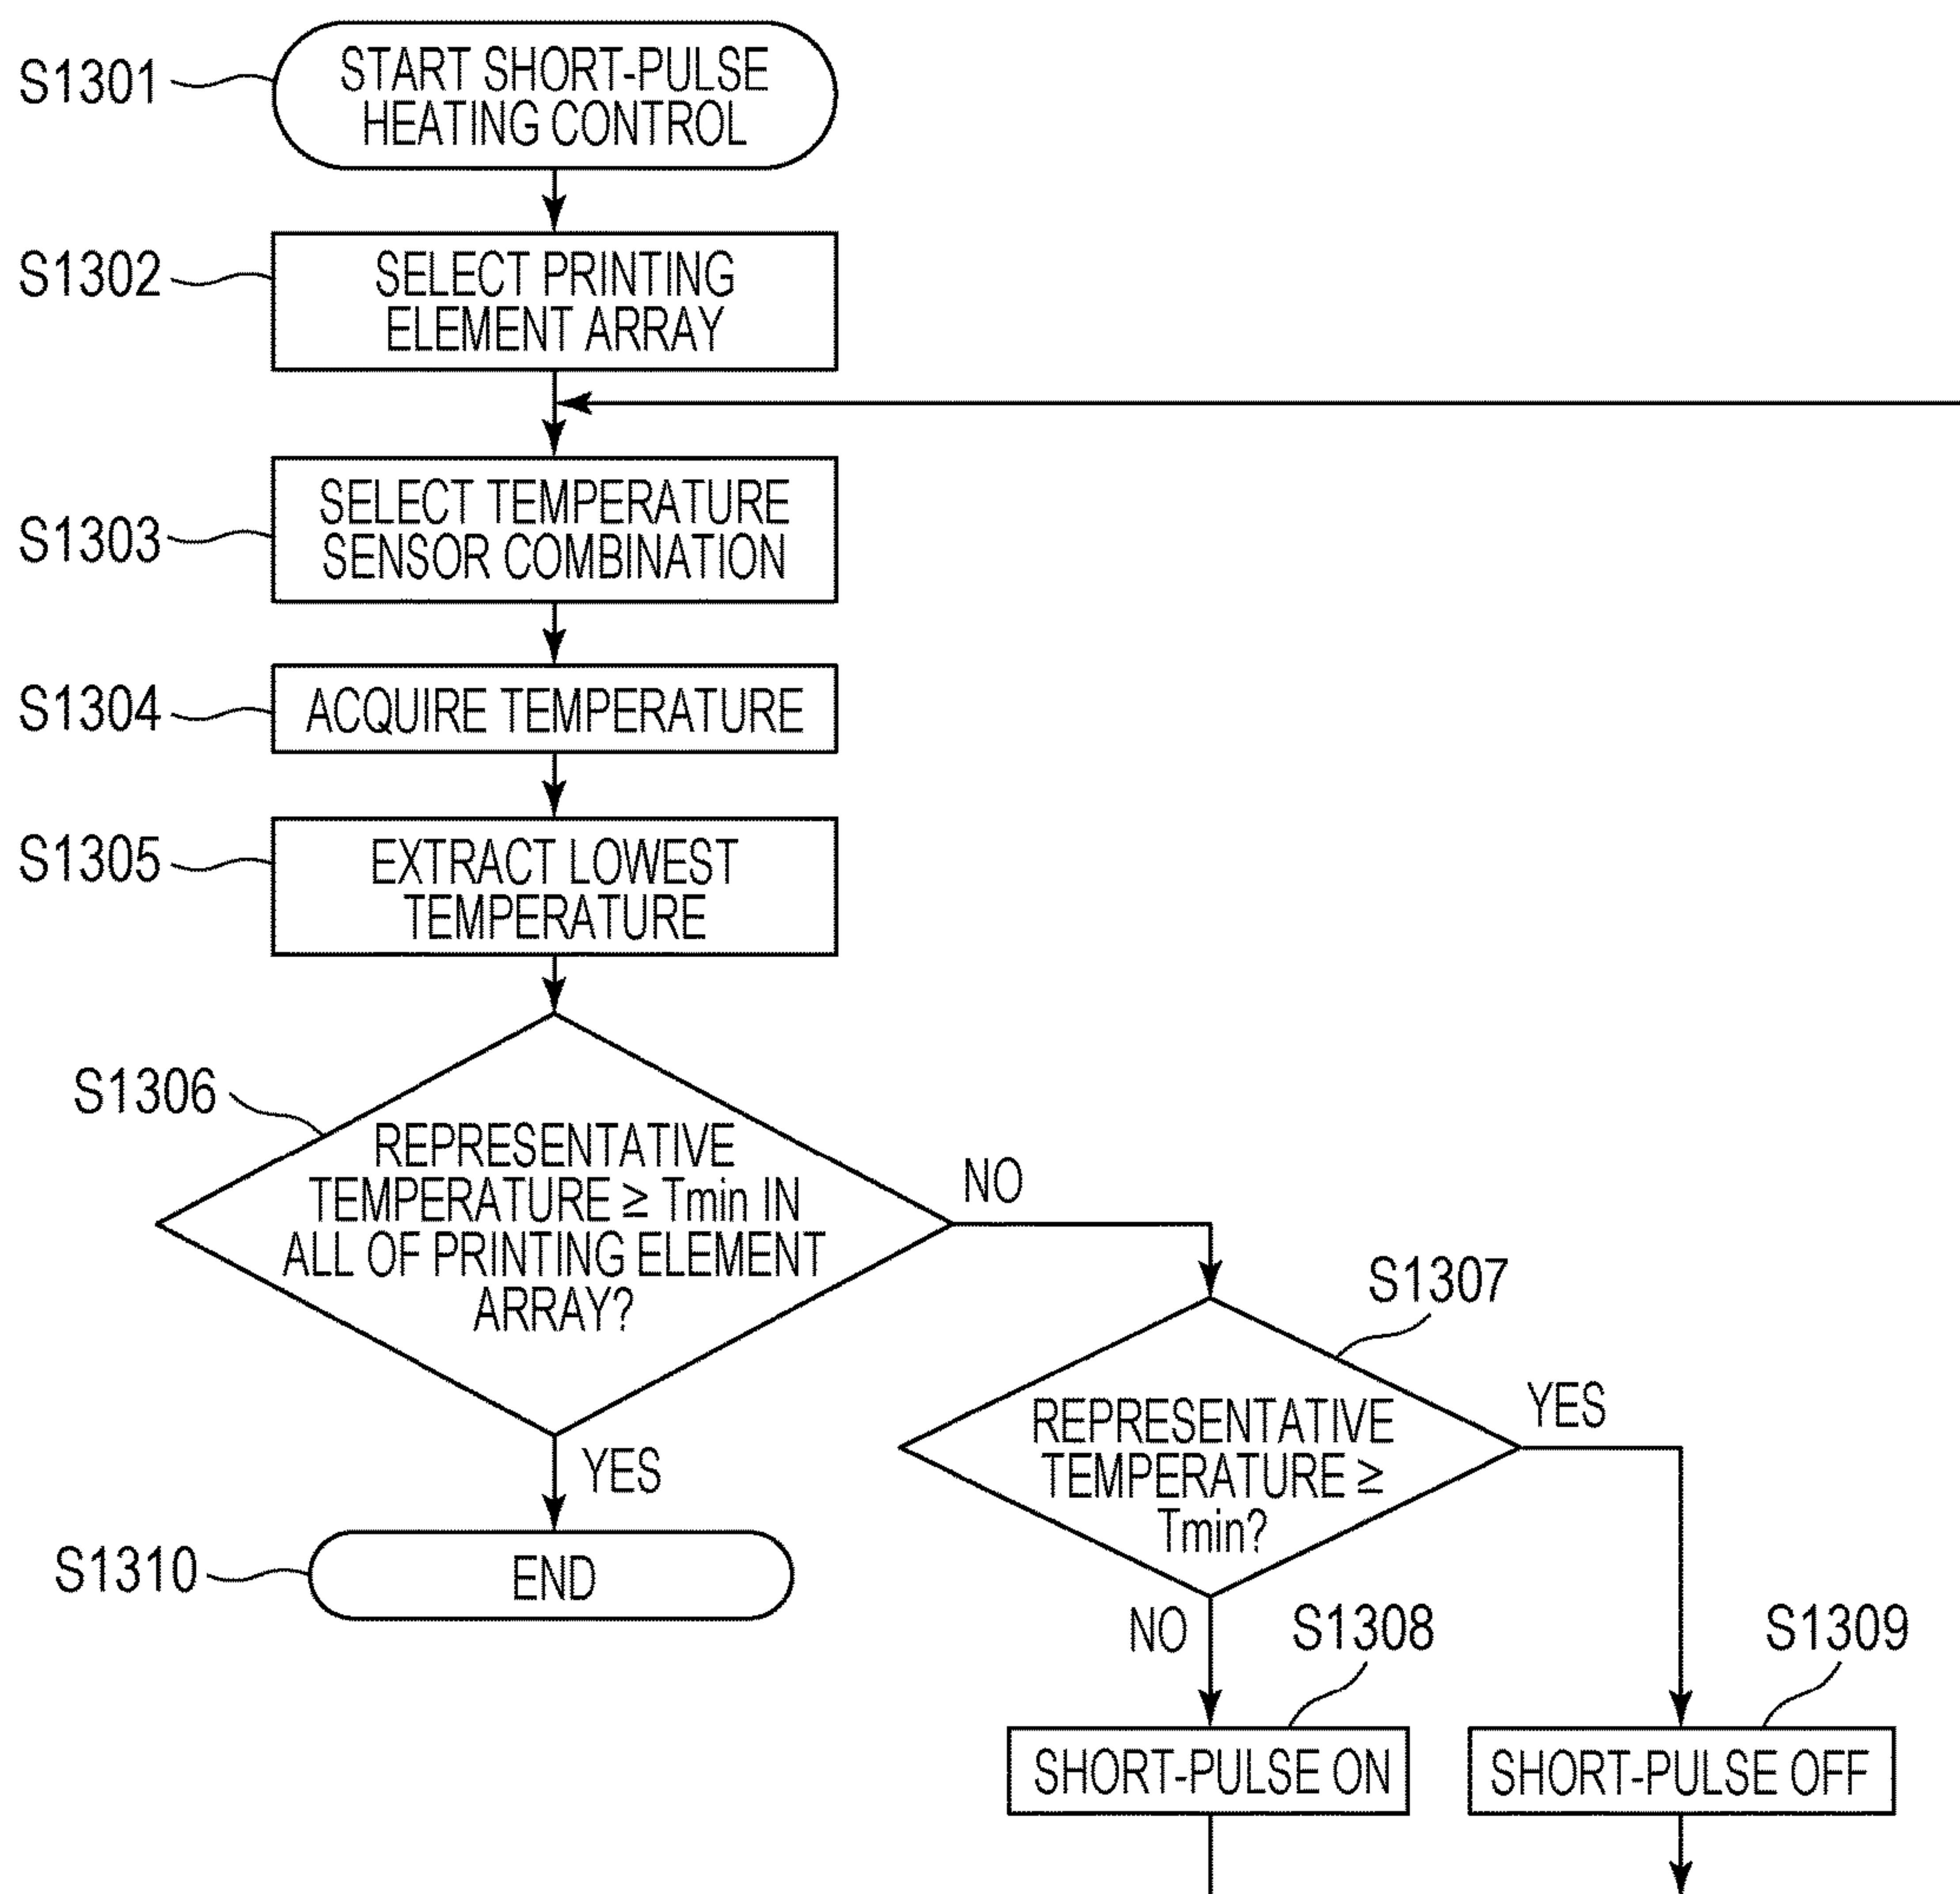 S1301
START SHORT-PULSE
HEATING CONTROL
S1302
SELECT PRINTING
ELEMENT ARRAY
S1303
SELECT TEMPERATURE
SENSOR COMBINATION
S1304
ACQUIRE TEMPERATURE
S1305
EXTRACT LOWEST
TEMPERATURE
S1306
REPRESENTATIVE
TEMPERATURE ≥ Tmin IN
ALL OF PRINTING ELEMENT
ARRAY?
NO
YES
S1307
REPRESENTATIVE
TEMPERATURE ≥
Tmin?
YES
NO
S1310
END
S1308
SHORT-PULSE ON
S1309
SHORT-PULSE OFF